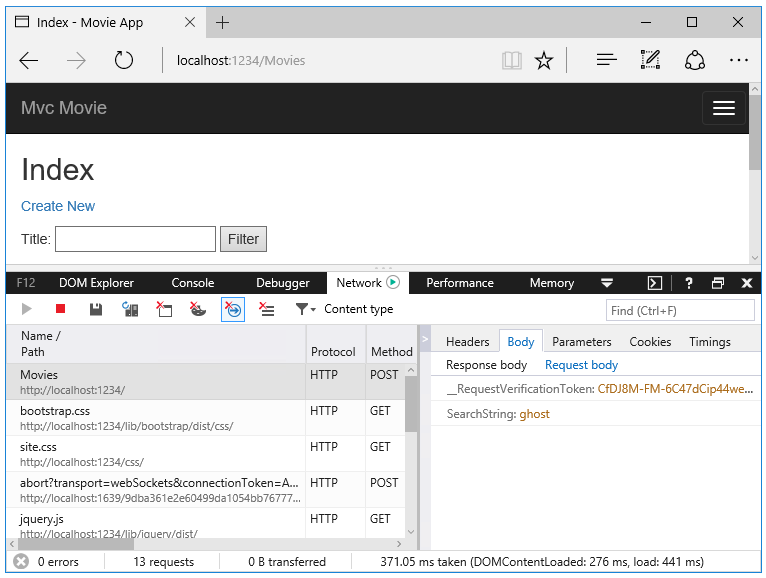 Index - Movie App
localhost:1234/Movies
Mvc Movie
Index
Create New
Title: Filter
F12 DOM Explorer Console Debugger Network Performance Memory ?
Content type Find (Ctrl+F)
Name / Path Protocol Method
Movies HTTP POST
http://localhost:1234/
bootstrap.css HTTP GET
http://localhost:1234/lib/bootstrap/dist/css/
site.css HTTP GET
http://localhost:1234/css/
abort?transport=webSockets&connectionToken=A... HTTP POST
http://localhost:1639/9dba361e2e60499da1054bb76777...
jquery.js HTTP GET
http://localhost:1234/lib/jquery/dist/
Headers Body Parameters Cookies Timings
Response body Request body
__RequestVerificationToken: CfDJ8M-FM-6C47dCip44we...
SearchString: ghost
0 errors 13 requests 0 B transferred 371.05 ms taken (DOMContentLoaded: 276 ms, load: 441 ms)